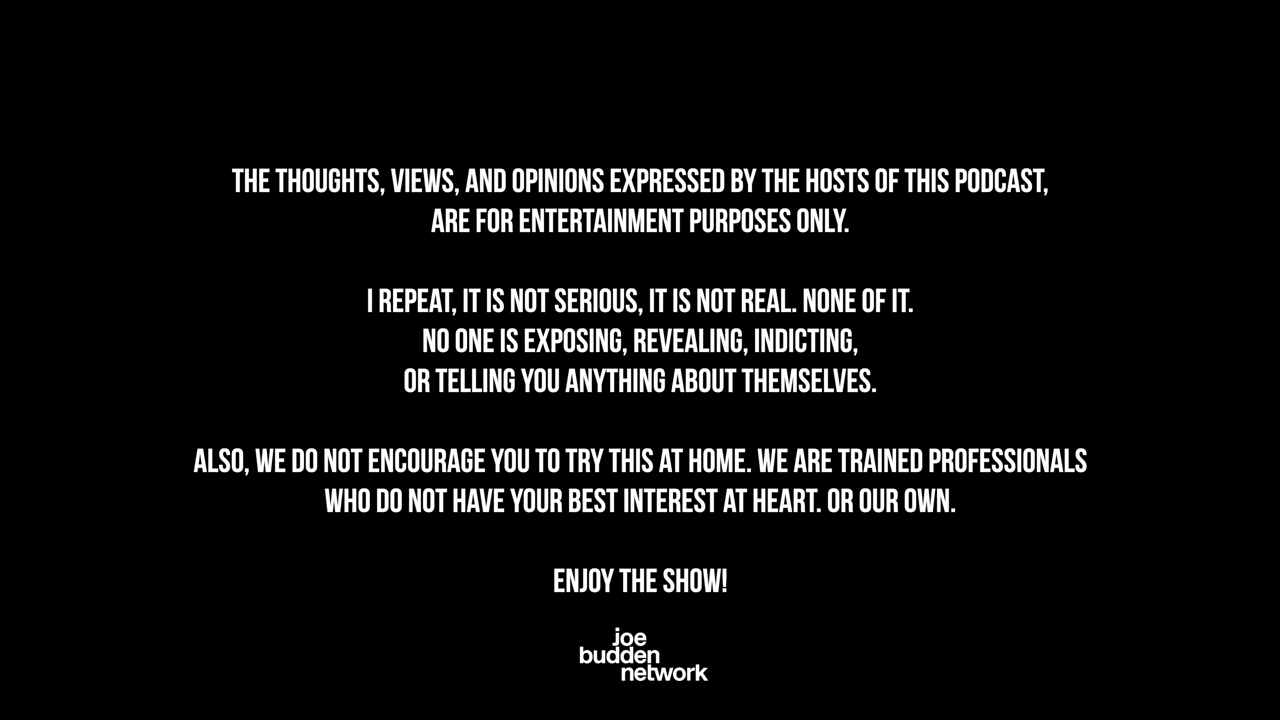 THE THOUGHTS, VIEWS, AND OPINIONS EXPRESSED BY THE HOSTS OF THIS PODCAST,
ARE FOR ENTERTAINMENT PURPOSES ONLY.
I REPEAT, IT IS NOT SERIOUS, IT IS NOT REAL. NONE OF IT.
NO ONE IS EXPOSING, REVEALING, INDICTING,
OR TELLING YOU ANYTHING ABOUT THEMSELVES.
ALSO, WE DO NOT ENCOURAGE YOU TO TRY THIS AT HOME. WE ARE TRAINED PROFESSIONALS
WHO DO NOT HAVE YOUR BEST INTEREST AT HEART. OR OUR OWN.
ENJOY THE SHOW!
joe
budden
network